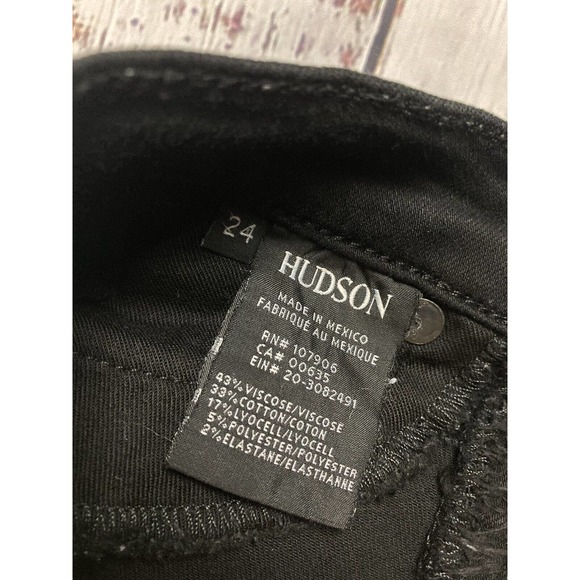 24
HUDSON
MADE IN MEXICO
FABRIQUÉ AU MEXIQUE
RN# 107906
CA# 00635
EIN# 20-3082491
43%VISCOSE/VISCOSE
33%COTTON/COTON
17%LYOCELL/LYOCELL
5%POLYESTER/POLYESTER
2%ELASTANE/ELASTHANNE